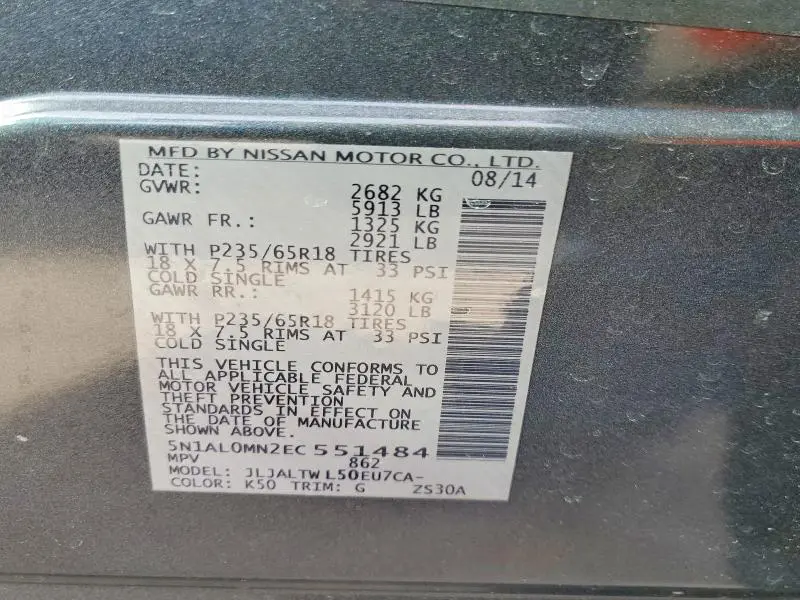 MFD BY NISSAN MOTOR CO., LTD.
DATE: 08/14
GVWR: 2682 KG
5913 LB
GAWR FR.: 1325 KG
2921 LB
WITH P235/65R18 TIRES
18 X 7.5 RIMS AT 33 PSI
COLD SINGLE
GAWR RR.: 1415 KG
3120 LB
WITH P235/65R18 TIRES
18 X 7.5 RIMS AT 33 PSI
COLD SINGLE
THIS VEHICLE CONFORMS TO
ALL APPLICABLE FEDERAL
MOTOR VEHICLE SAFETY AND
THEFT PREVENTION
STANDARDS IN EFFECT ON
THE DATE OF MANUFACTURE
SHOWN ABOVE.
5N1AL0MN2EC551484
MPV 862
MODEL: JLJALTWL50EU7CA-
COLOR: K50 TRIM: G ZS30A